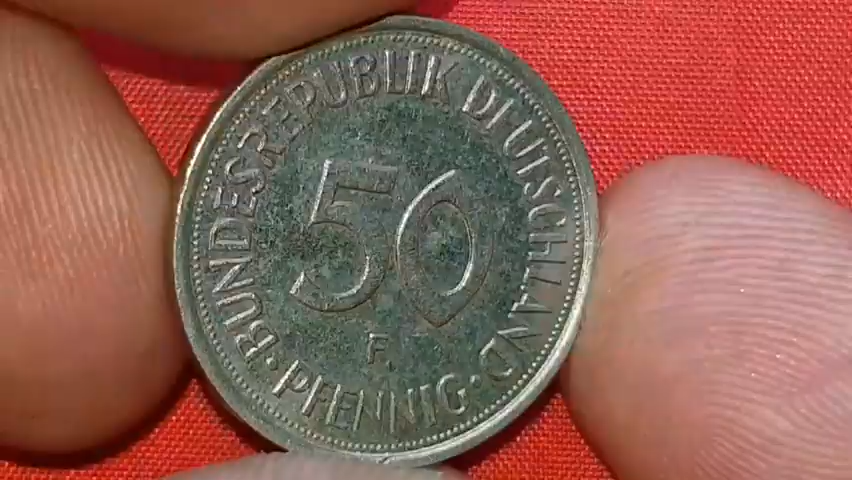 BUNDESREPUBLIK DEUTSCHLAND
50
F
· PFENNIG ·